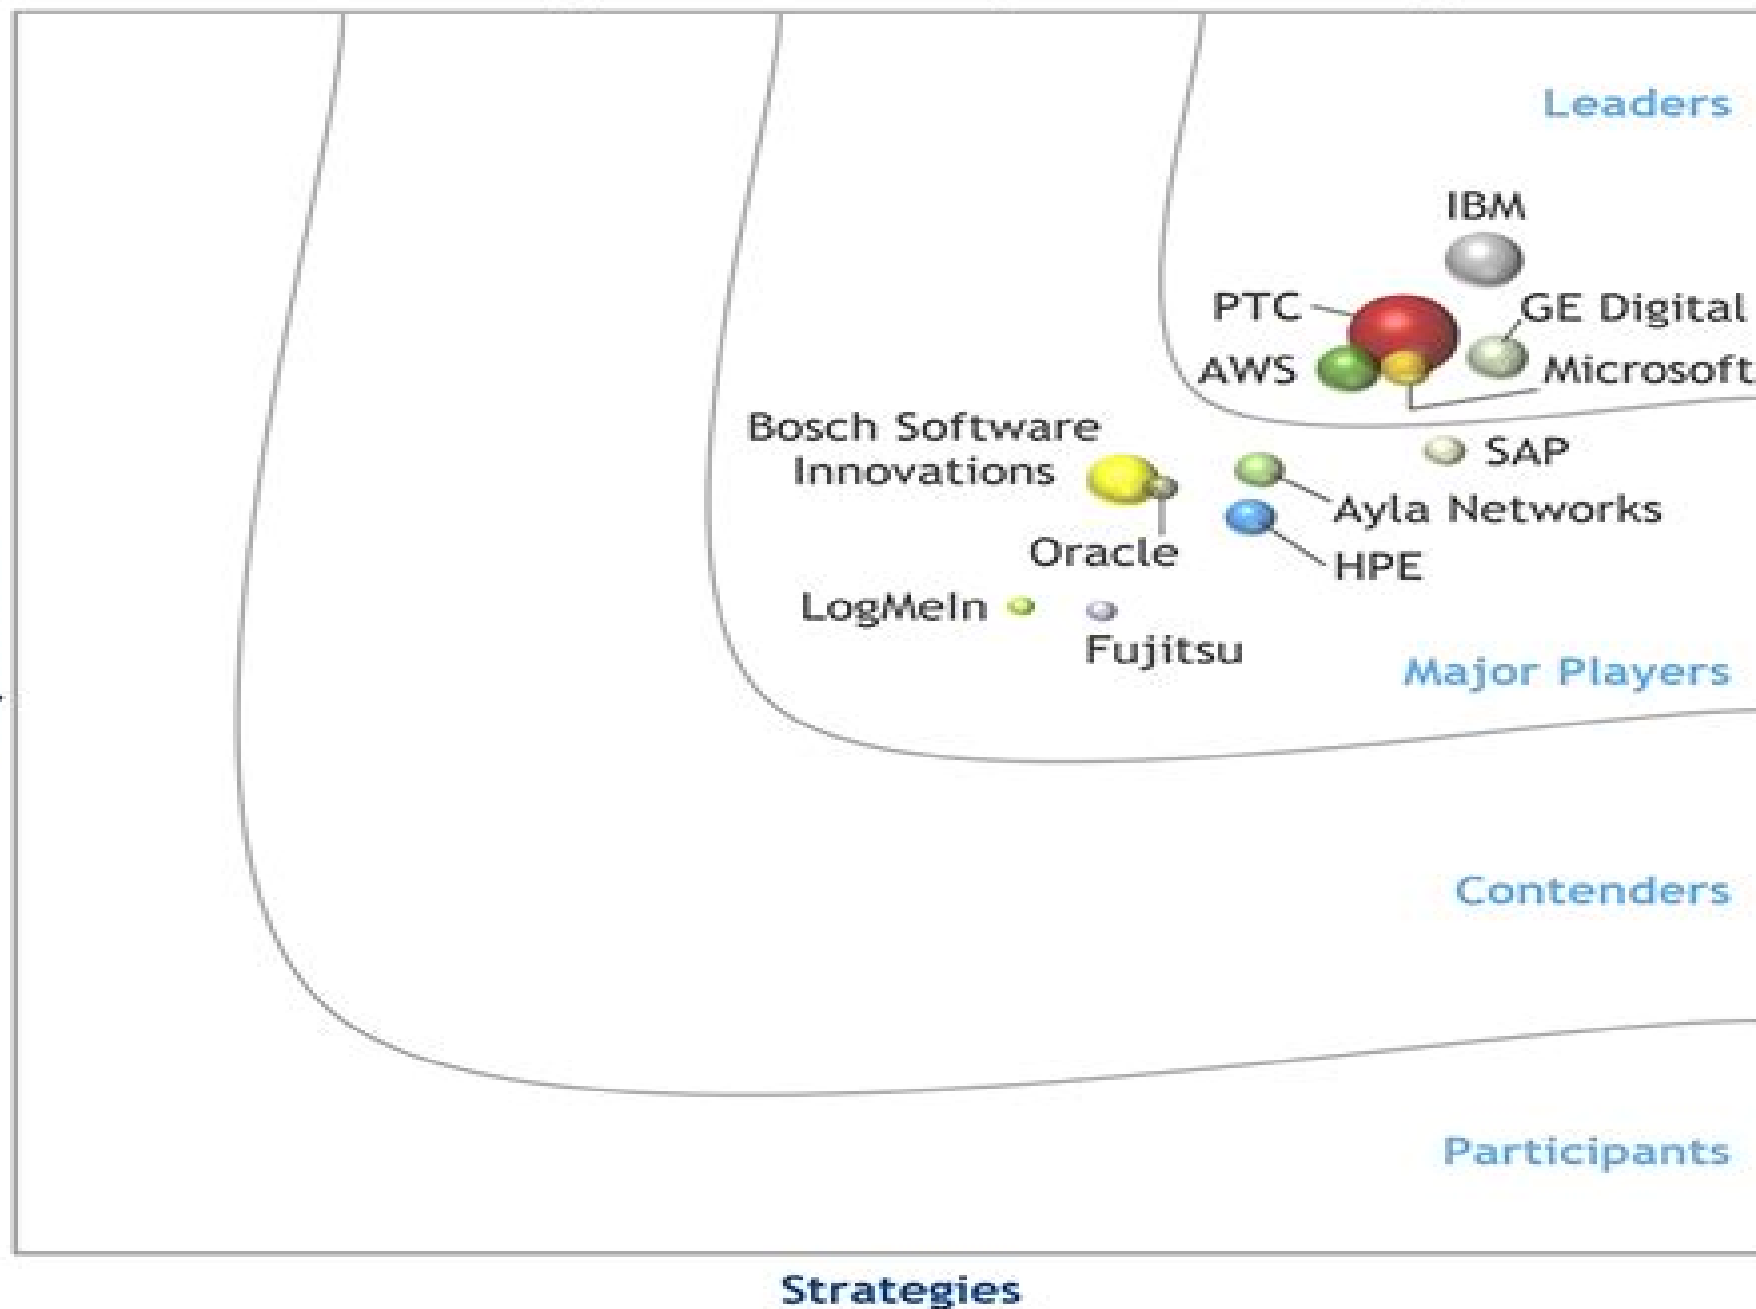 Leaders
IBM
PTC
GE Digital
AWS
Microsoft
Bosch Software
Innovations
SAP
Ayla Networks
Oracle
HPE
LogMeIn
Fujitsu
Major Players
Contenders
Participants
Strategies